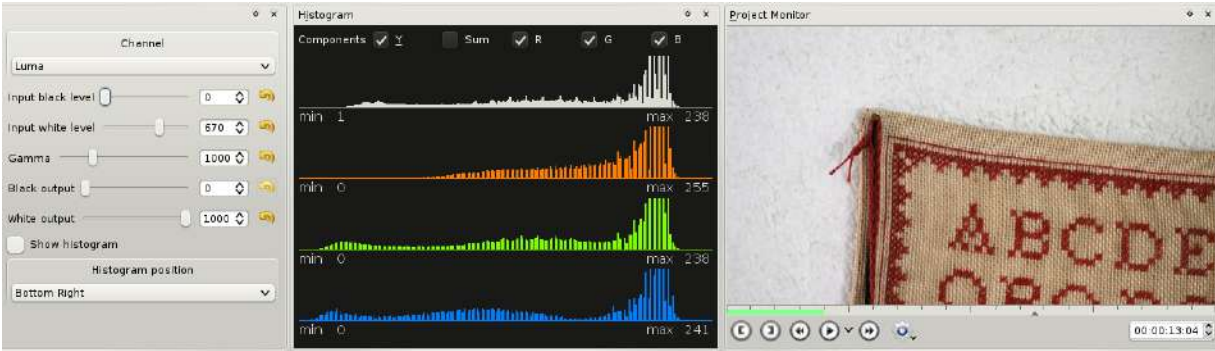 Channel
Luma
Input black level 0
Input white level 670
Gamma 1000
Black output 0
White output 1000
Show histogram
Histogram position
Bottom Right
Histogram
Components Y Sum R G B
min 1 max 238
min 0 max 255
min 0 max 238
min 0 max 241
Project Monitor
ABCDE
00:00:13:04